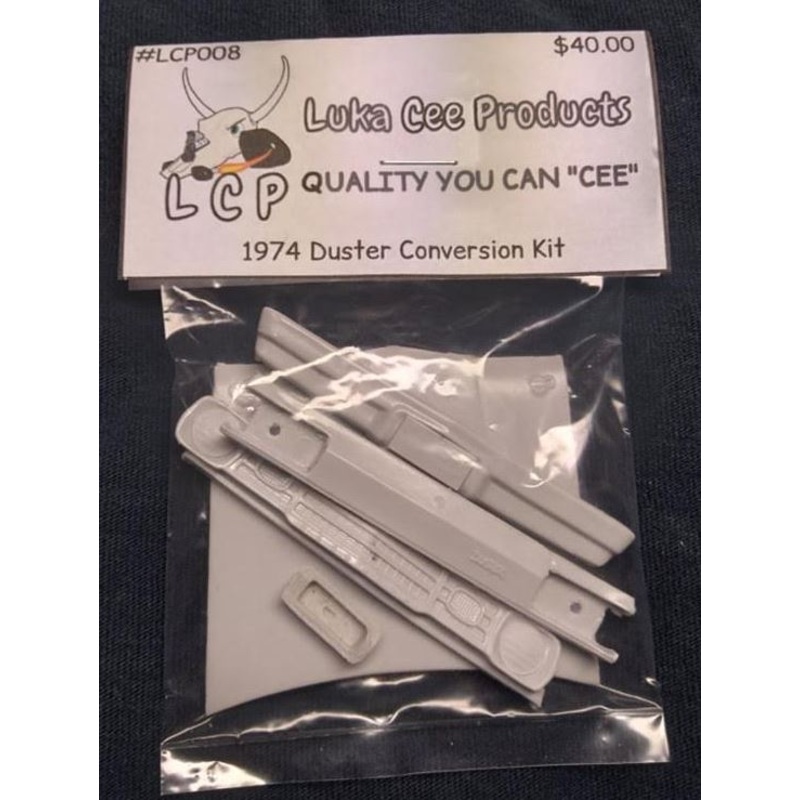 #LCP008 $40.00
Luka Cee Products
LCP QUALITY YOU CAN "CEE"
1974 Duster Conversion Kit